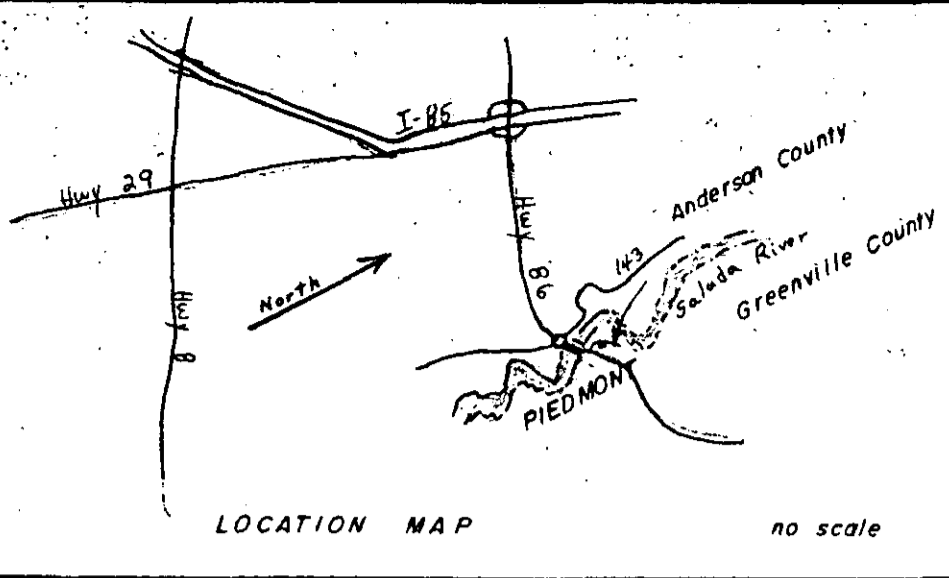 I-85
Hwy 29
Anderson County
Hwy 86
143
Saluda River
Greenville County
North
Hwy 8
PIEDMONT
LOCATION MAP
no scale